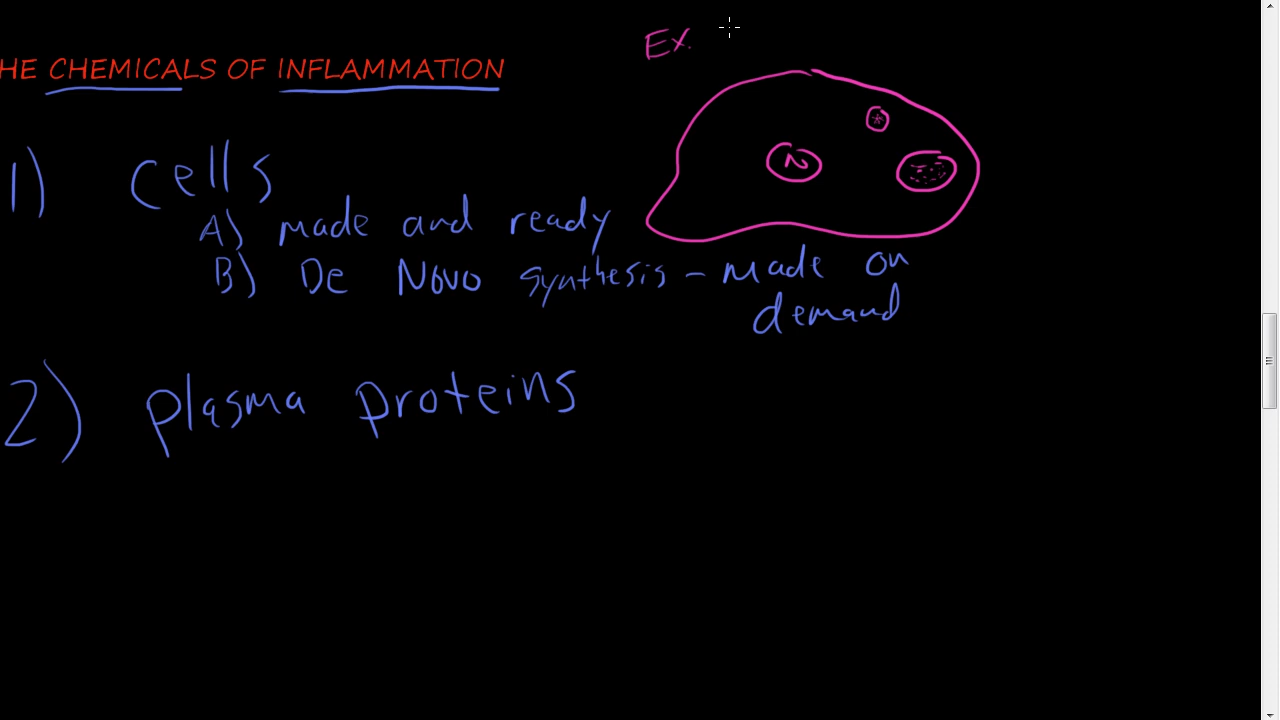 HE CHEMICALS OF INFLAMMATION
Ex.
1) cells
A) made and ready
B) De Novo synthesis - made on demand
N
2) plasma proteins